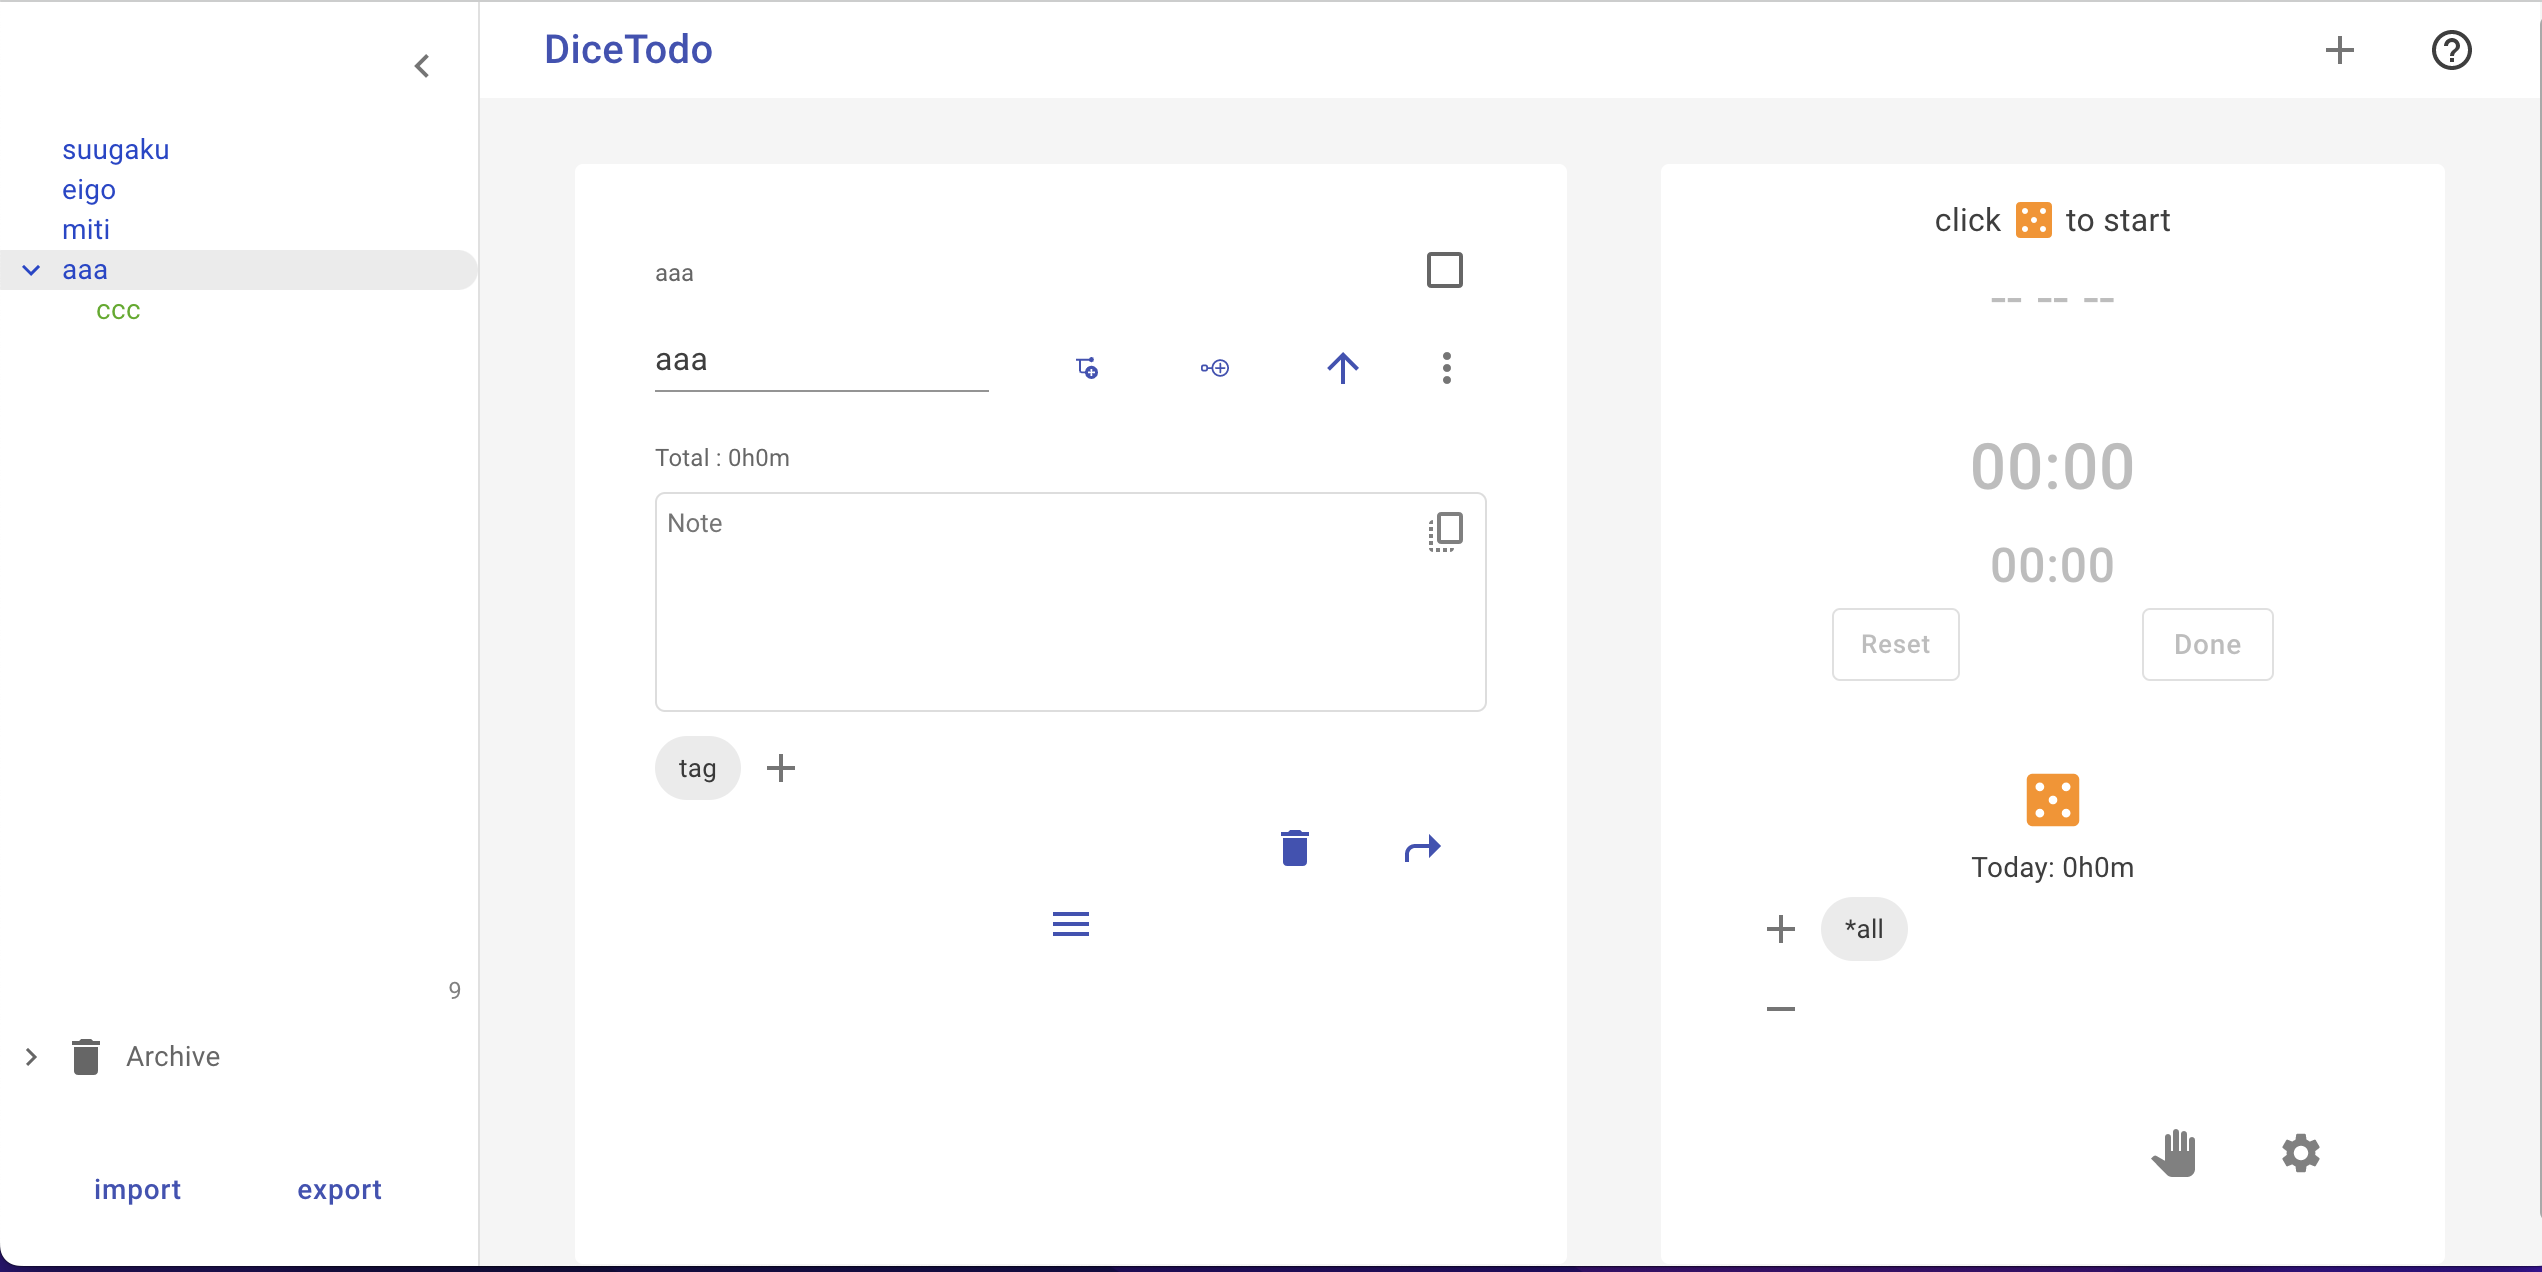 DiceTodo
suugaku
eigo
miti
aaa
ccc
9
Archive
import
export
aaa
aaa
Total : 0h0m
Note
tag
click to start
-- -- --
00:00
00:00
Reset
Done
Today: 0h0m
*all